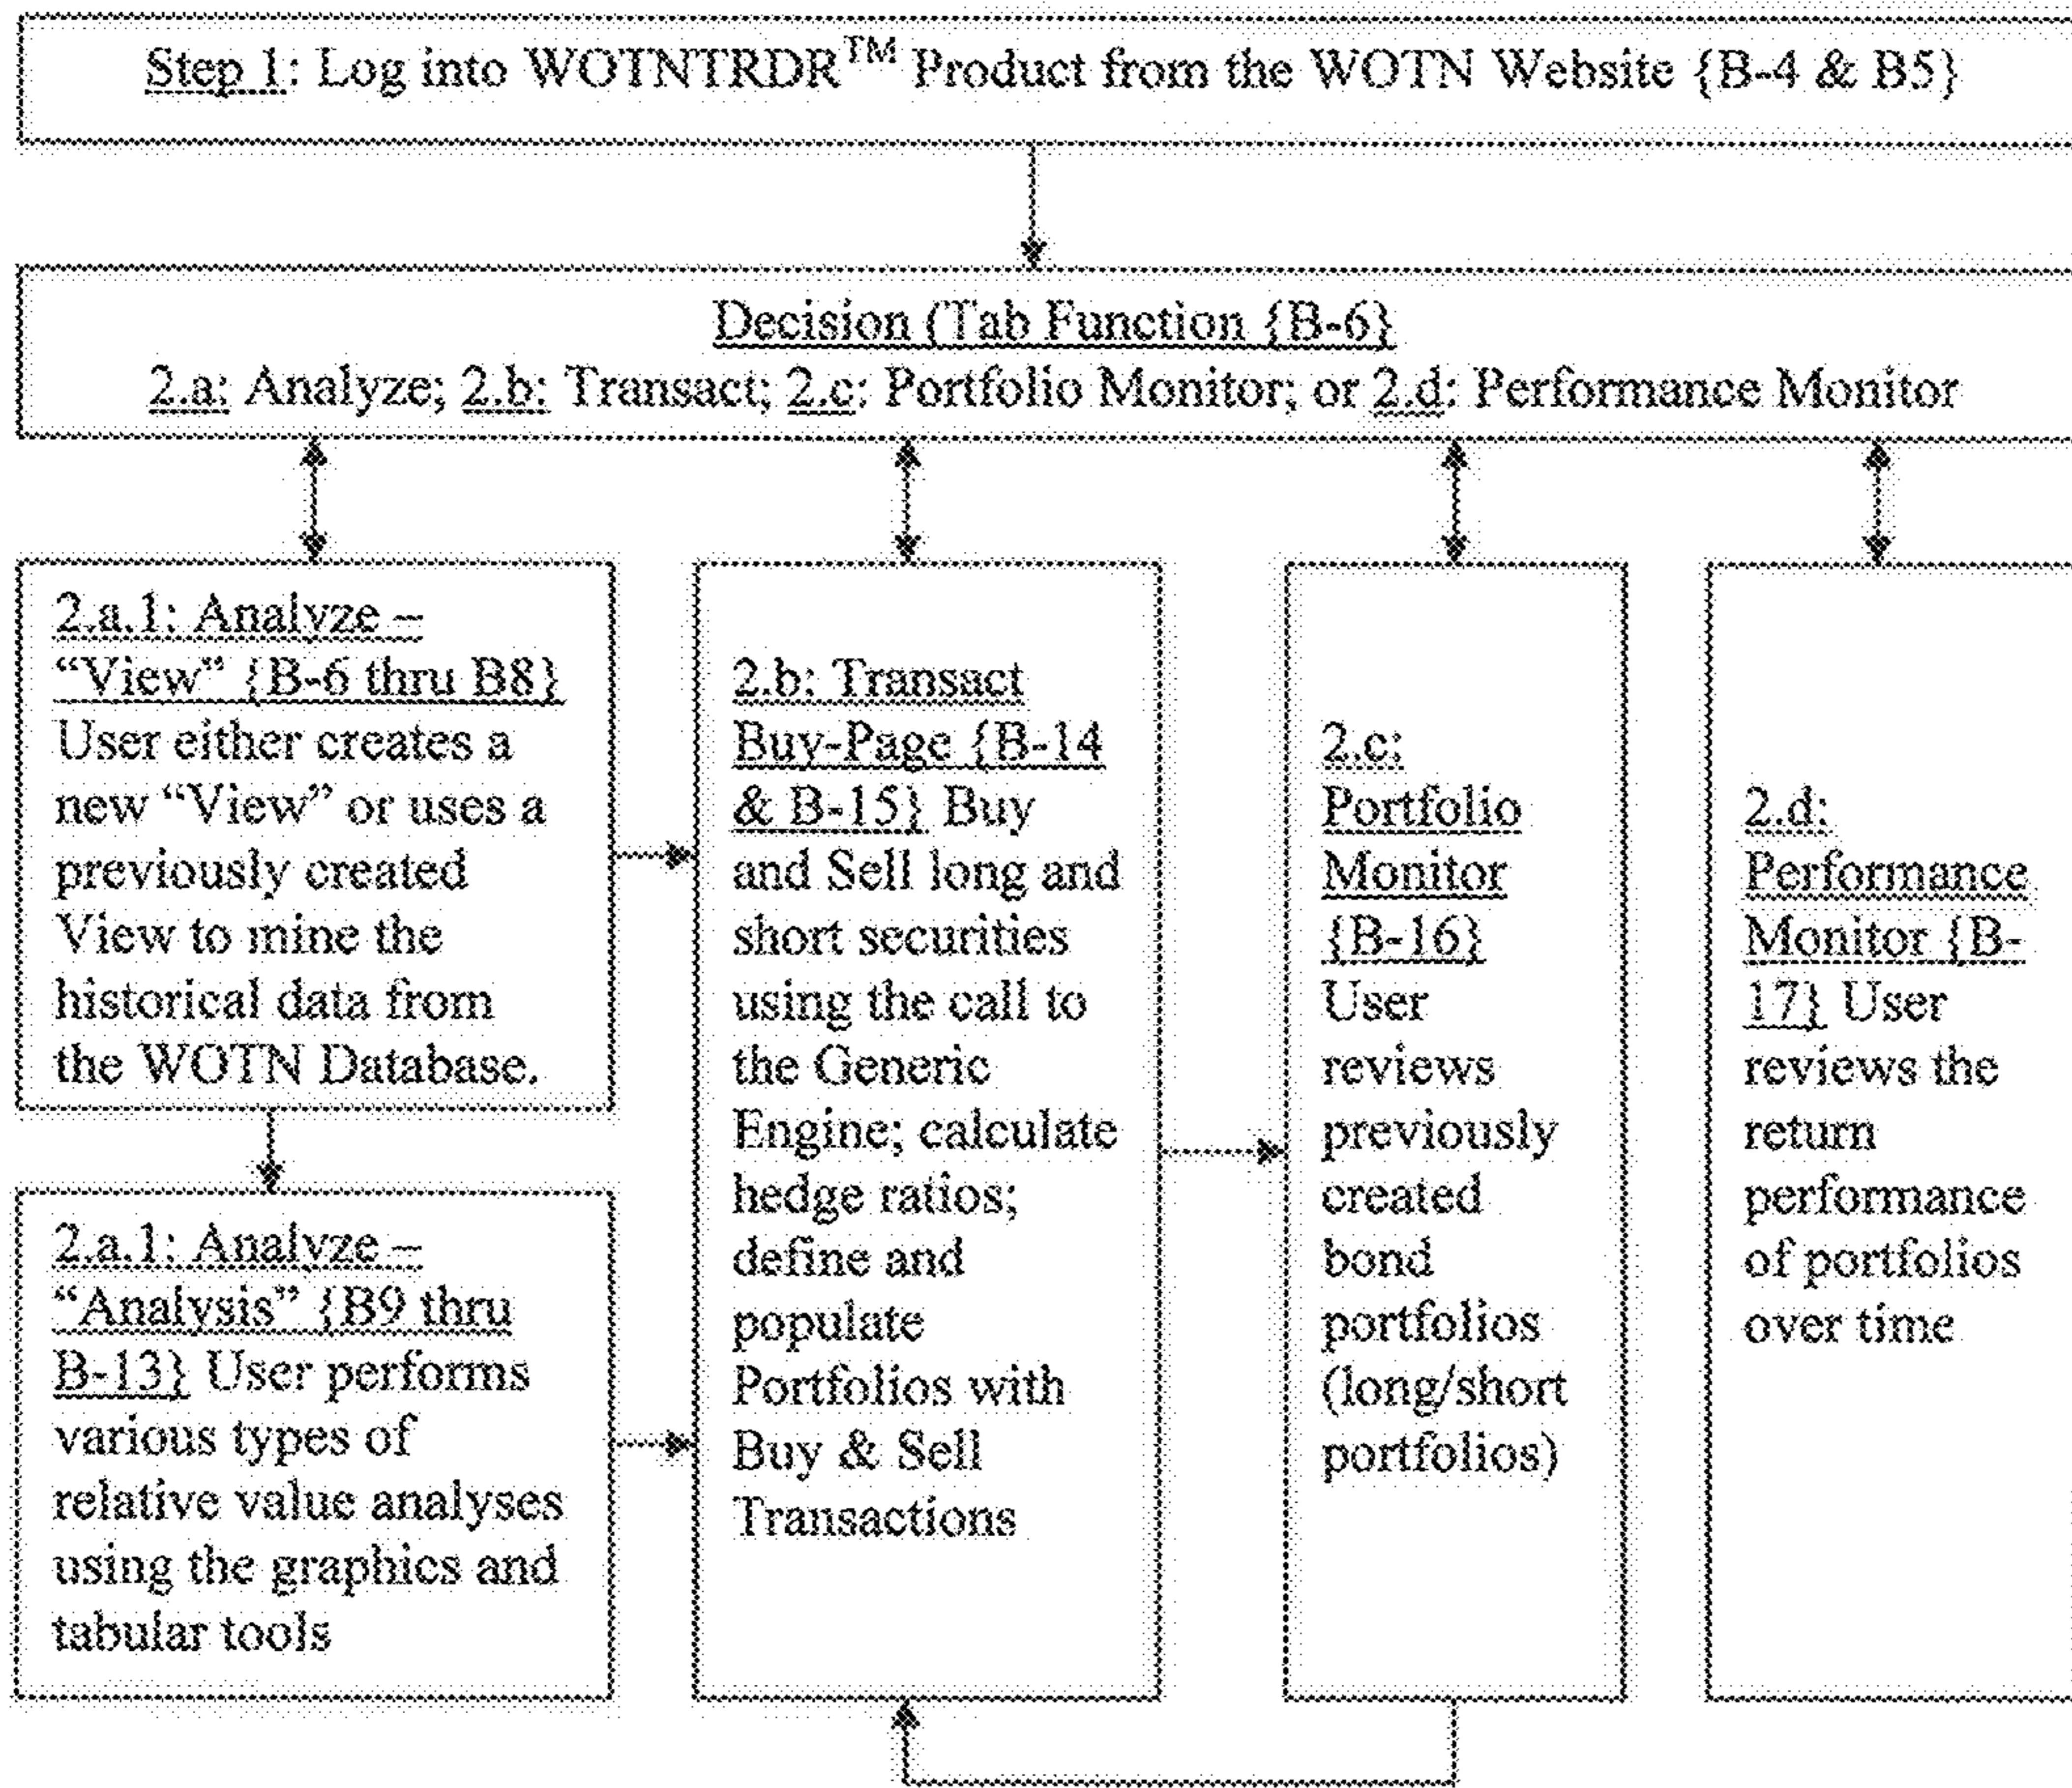 Step 1: Log into WOTNTRDR™ Product from the WOTN Website {B-4 & B5}
Decision (Tab Function {B-6}
2.a: Analyze; 2.b: Transact; 2.c: Portfolio Monitor; or 2.d: Performance Monitor
2.a.1: Analyze –
“View” {B-6 thru B8}
User either creates a
new “View” or uses a
previously created
View to mine the
historical data from
the WOTN Database.
2.a.1: Analyze –
“Analysis” {B9 thru
B-13} User performs
various types of
relative value analyses
using the graphics and
tabular tools
2.b: Transact
Buy-Page {B-14
& B-15} Buy
and Sell long and
short securities
using the call to
the Generic
Engine; calculate
hedge ratios;
define and
populate
Portfolios with
Buy & Sell
Transactions
2.c:
Portfolio
Monitor
{B-16}
User
reviews
previously
created
bond
portfolios
(long/short
portfolios)
2.d:
Performance
Monitor {B-
17} User
reviews the
return
performance
of portfolios
over time